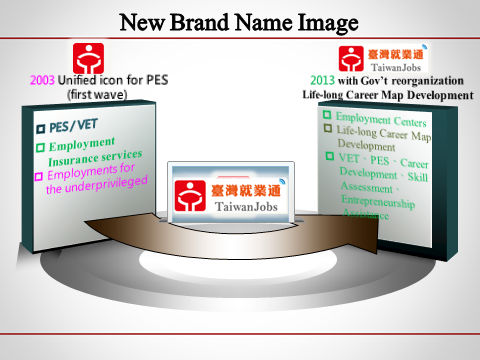 New Brand Name Image
2003 Unified icon for PES
(first wave)
PES/VET
Employment
Insurance services
Employments for
the underprivileged
臺灣就業通
TaiwanJobs
2013 with Gov't reorganization
Life-long Career Map Development
Employment Centers
Life-long Career Map
Development
VET、PES、Career
Development、Skill
Assessment、
Entrepreneurship
Assistance
臺灣就業通
TaiwanJobs